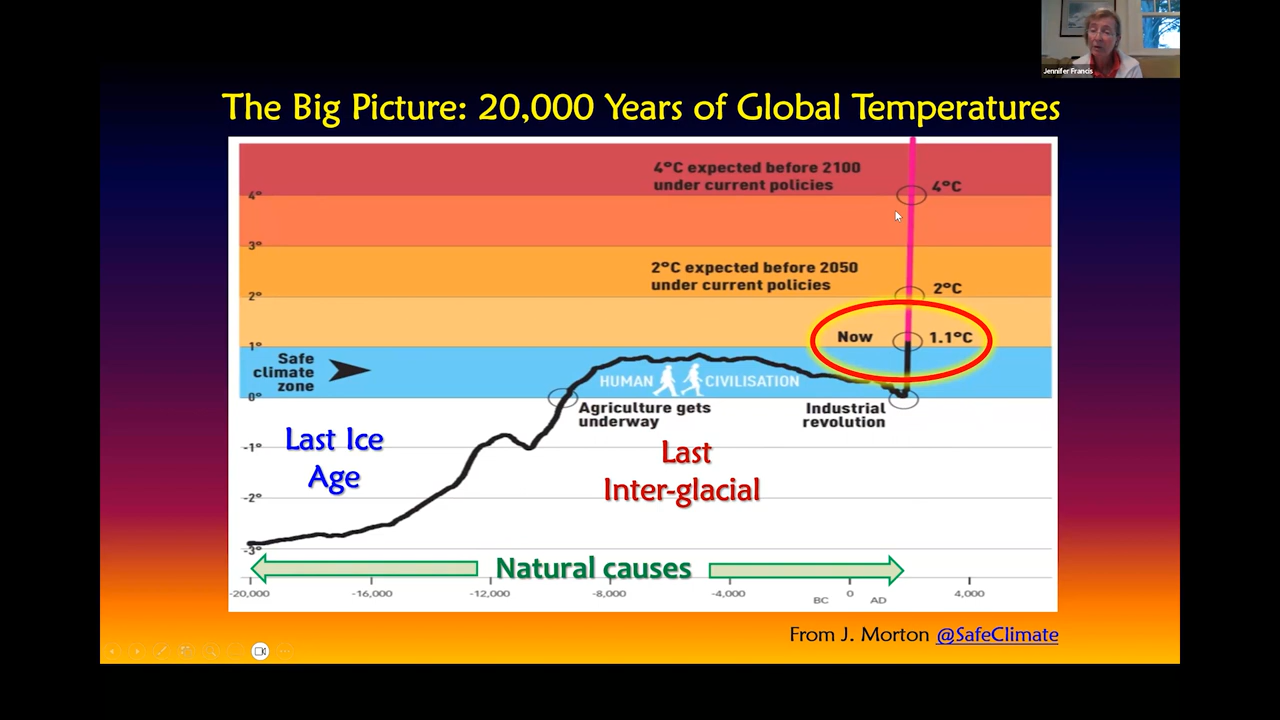 Jennifer Francis
The Big Picture: 20,000 Years of Global Temperatures
4°C expected before 2100
under current policies
4°C
4°
3°
2°C expected before 2050
under current policies
2°C
2°
Now
1.1°C
1°
Safe
climate
zone
HUMAN CIVILISATION
0°
Agriculture gets
underway
Industrial
revolution
Last Ice
Age
-1°
Last
Inter-glacial
-2°
-3°
Natural causes
-20,000 -16,000 -12,000 -8,000 -4,000 0 4,000
BC AD
From J. Morton @SafeClimate